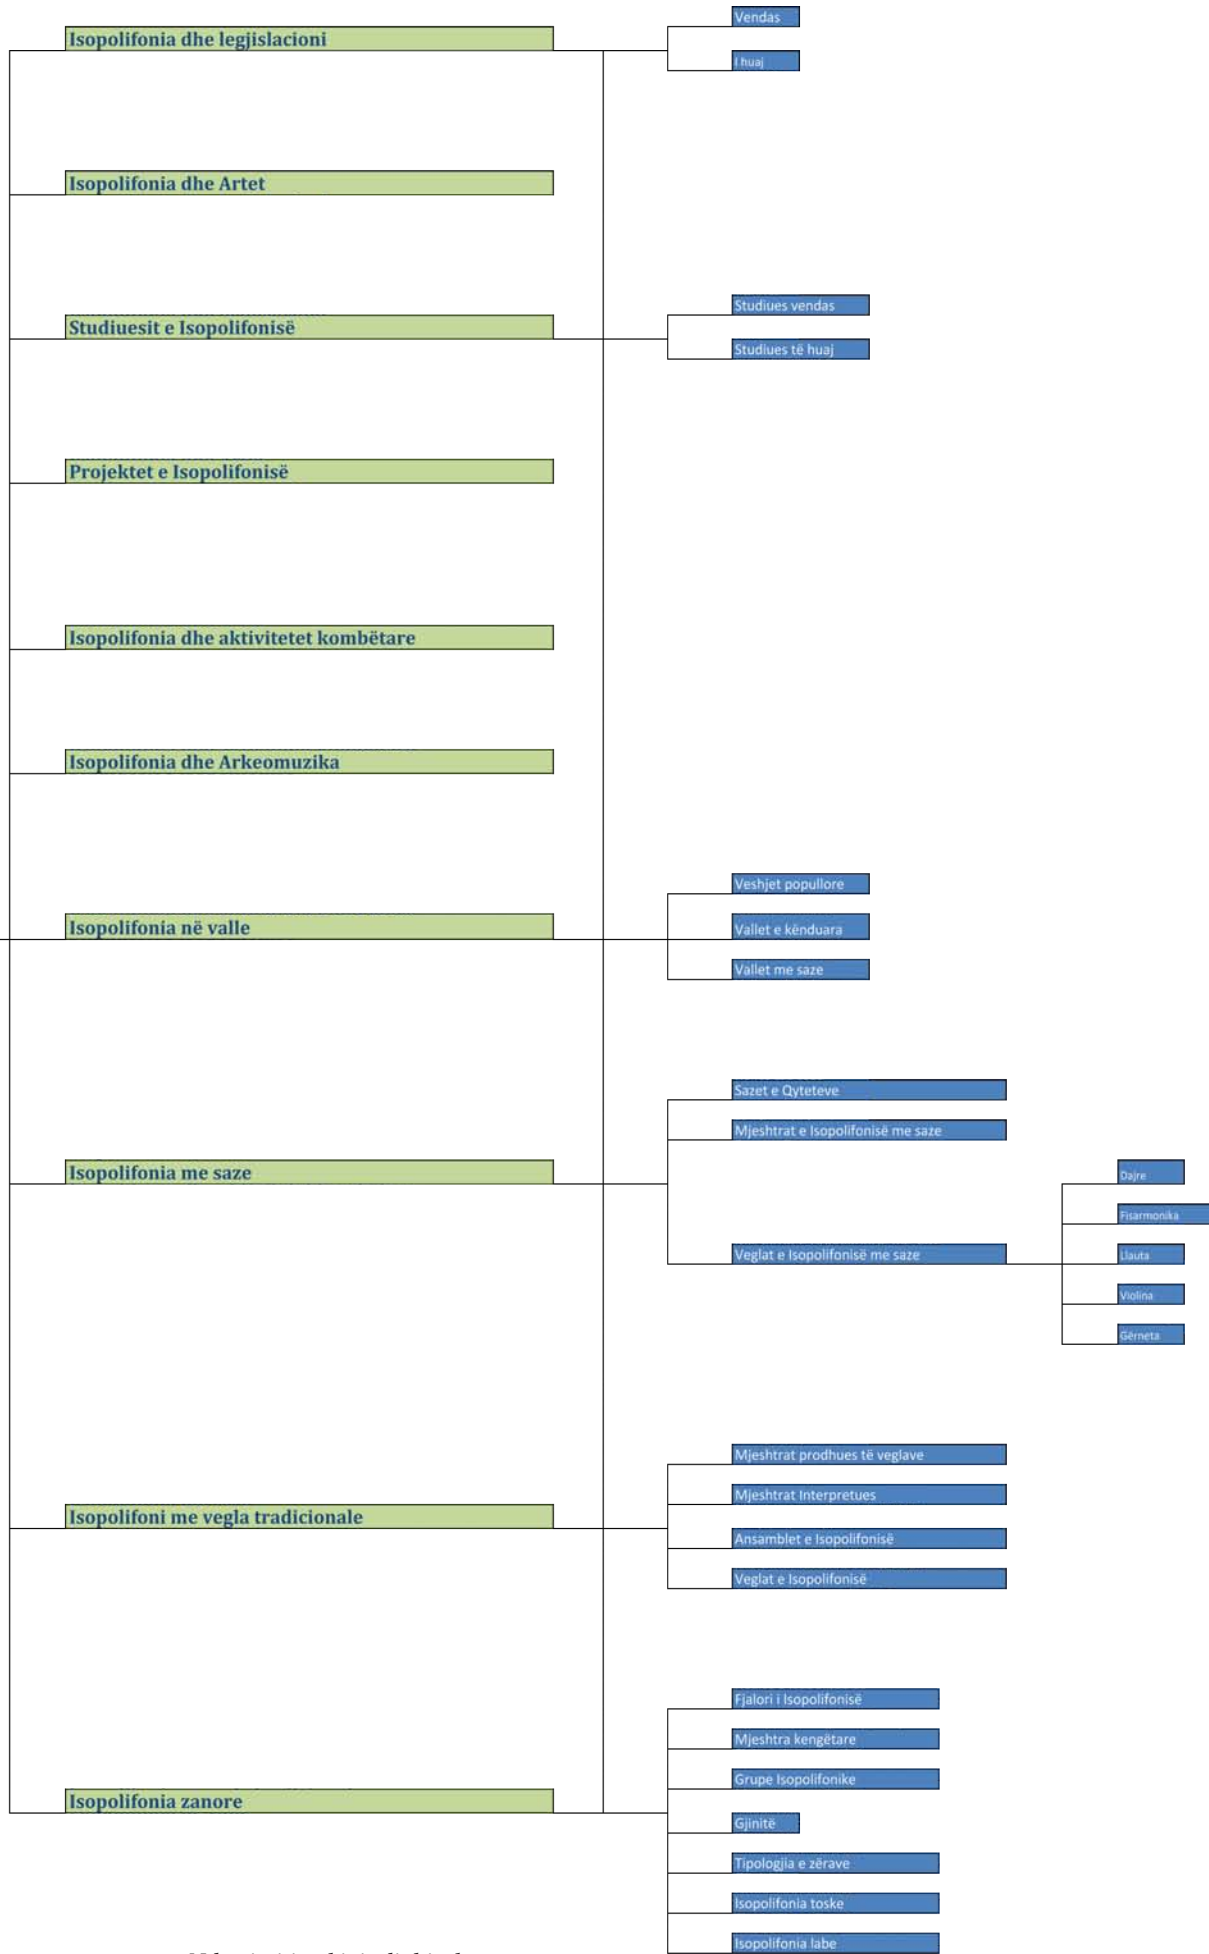 Vendas
Isopolifonia dhe legjislacioni
I huaj
Isopolifonia dhe Artet
Studiues vendas
Studiuesit e Isopolifonisë
Studiues të huaj
Projektet e Isopolifonisë
Isopolifonia dhe aktivitetet kombëtare
Isopolifonia dhe Arkeomuzika
Veshjet popullore
Isopolifonia në valle
Vallet e kënduara
Vallet me saze
Sazet e Qyteteve
Mjeshtrat e Isopolifonisë me saze
Isopolifonia me saze
Dajre
Fisarmonika
Veglat e Isopolifonisë me saze
Llauta
Violina
Gërneta
Mjeshtrat prodhues të veglave
Mjeshtrat Interpretues
Isopolifoni me vegla tradicionale
Ansamblet e Isopolifonisë
Veglat e Isopolifonisë
Fjalori i Isopolifonisë
Mjeshtra kengëtare
Grupe Isopolifonike
Isopolifonia zanore
Gjinitë
Tipologjia e zërave
Isopolifonia toske
Isopolifonia labe